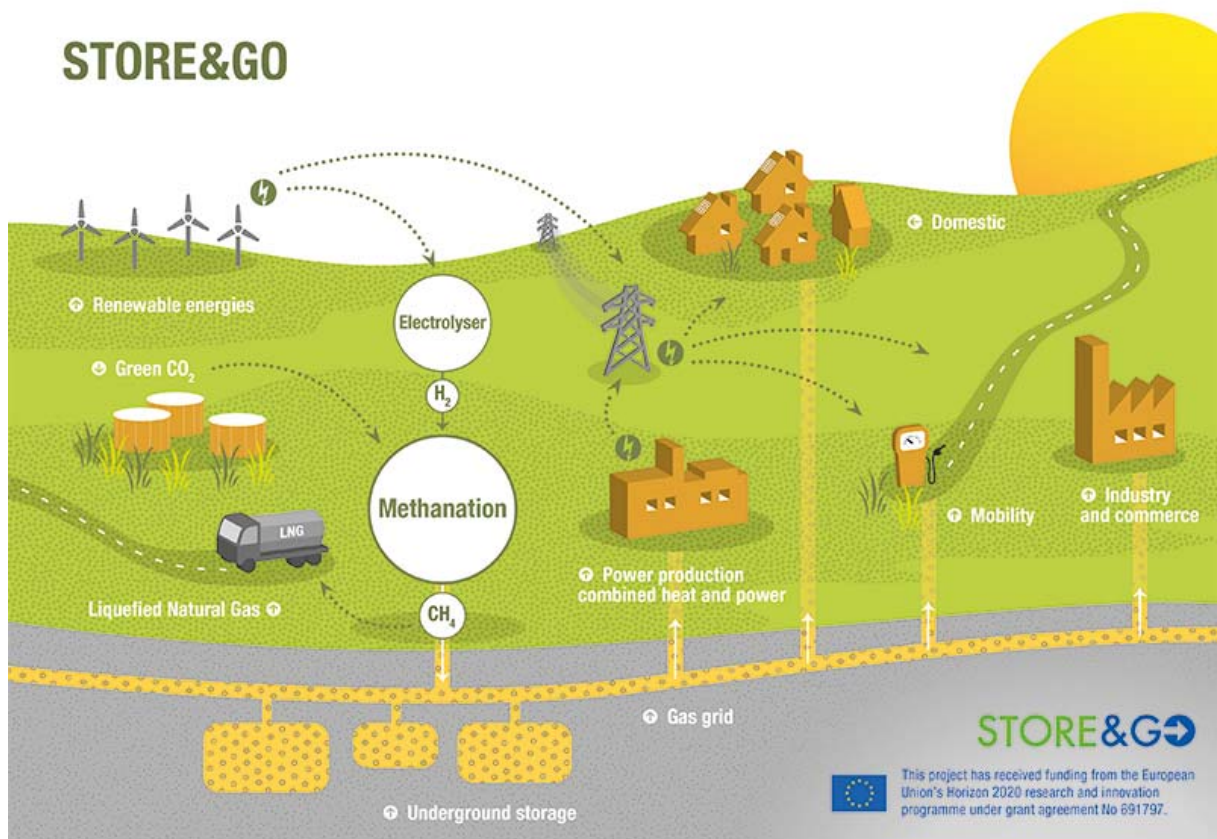 STORE&GO
Renewable energies
Electrolyser
Domestic
Green CO₂
H₂
Methanation
LNG
Liquefied Natural Gas
CH₄
Power production
combined heat and power
Mobility
Industry
and commerce
Gas grid
Underground storage
STORE&GO
This project has received funding from the European
Union's Horizon 2020 research and innovation
programme under grant agreement No 691797.